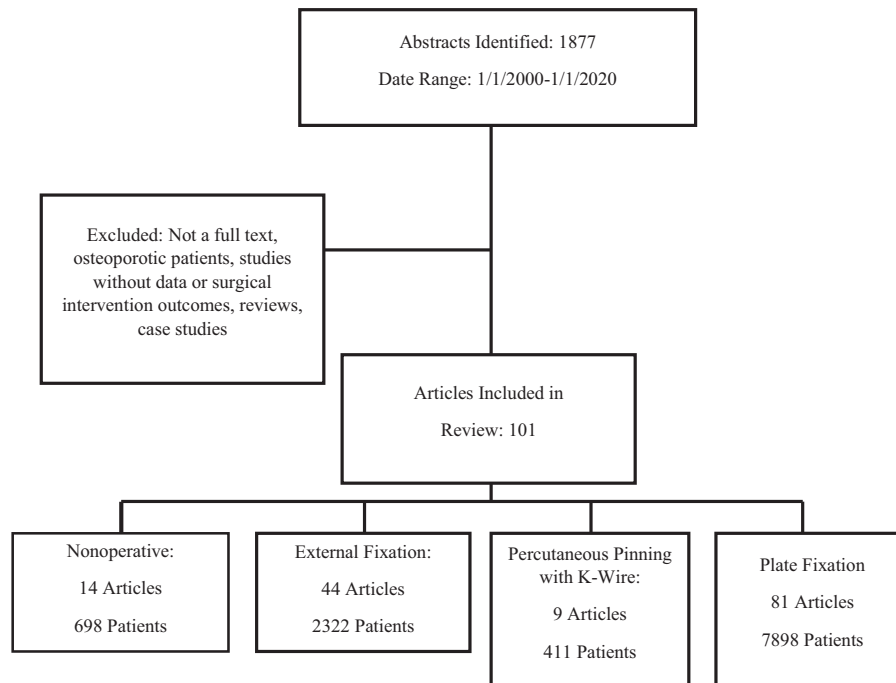 Abstracts Identified: 1877
Date Range: 1/1/2000-1/1/2020
Excluded: Not a full text,
osteoporotic patients, studies
without data or surgical
intervention outcomes, reviews,
case studies
Articles Included in
Review: 101
Nonoperative:
14 Articles
698 Patients
External Fixation:
44 Articles
2322 Patients
Percutaneous Pinning
with K-Wire:
9 Articles
411 Patients
Plate Fixation
81 Articles
7898 Patients